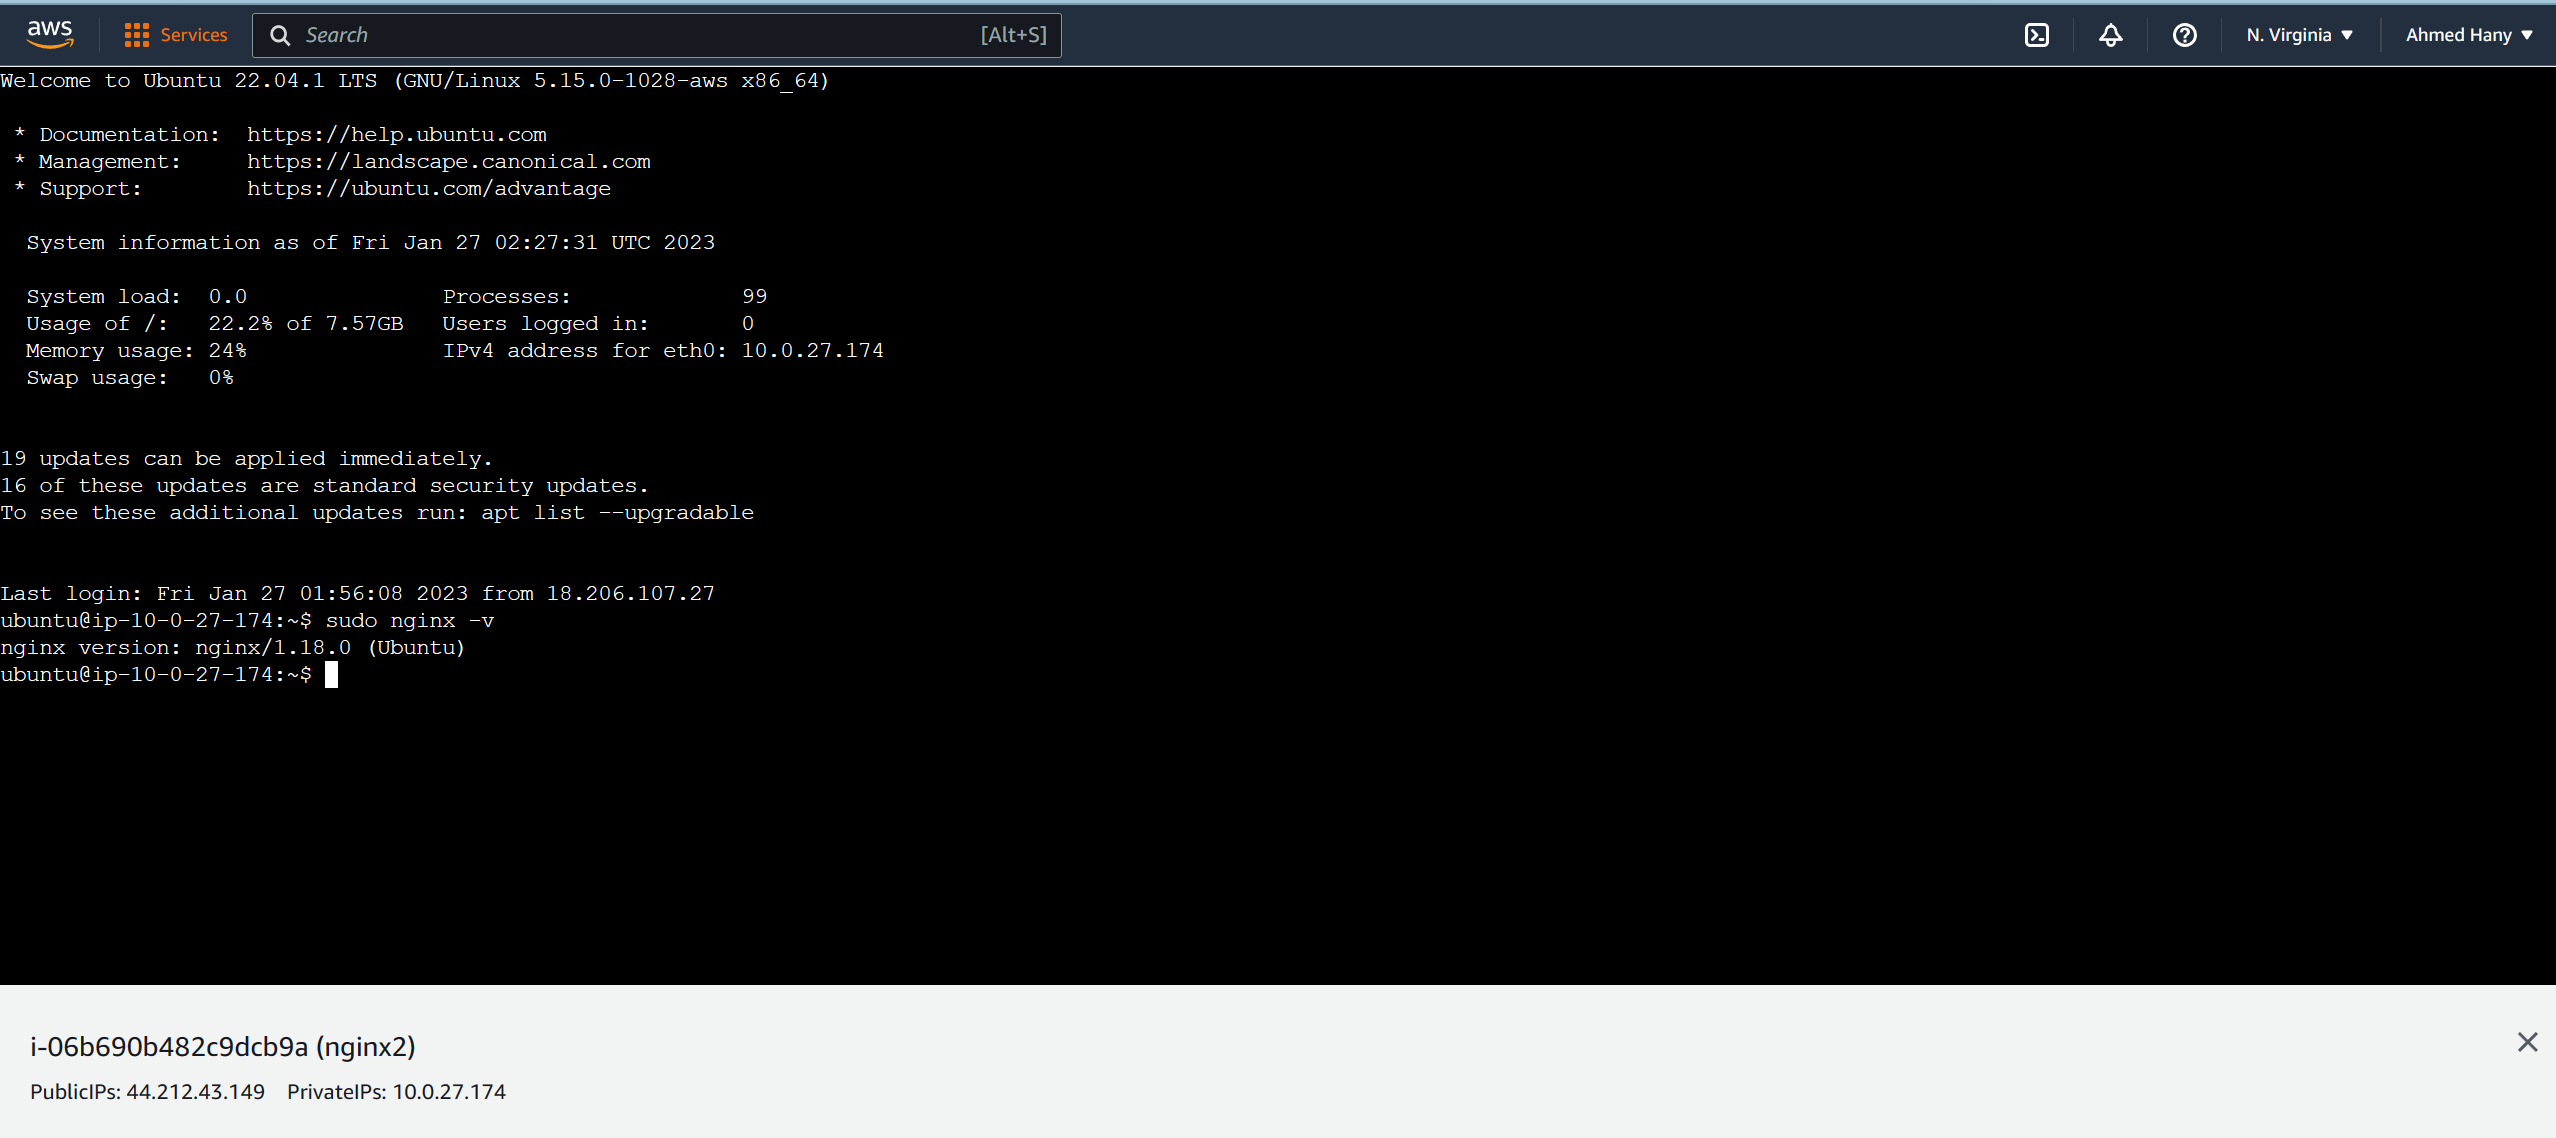 aws Services Search [Alt+S] N. Virginia Ahmed Hany
Welcome to Ubuntu 22.04.1 LTS (GNU/Linux 5.15.0-1028-aws x86_64)
* Documentation: https://help.ubuntu.com
* Management: https://landscape.canonical.com
* Support: https://ubuntu.com/advantage
System information as of Fri Jan 27 02:27:31 UTC 2023
System load: 0.0 Processes: 99
Usage of /: 22.2% of 7.57GB Users logged in: 0
Memory usage: 24% IPv4 address for eth0: 10.0.27.174
Swap usage: 0%
19 updates can be applied immediately.
16 of these updates are standard security updates.
To see these additional updates run: apt list --upgradable
Last login: Fri Jan 27 01:56:08 2023 from 18.206.107.27
ubuntu@ip-10-0-27-174:~$ sudo nginx -v
nginx version: nginx/1.18.0 (Ubuntu)
ubuntu@ip-10-0-27-174:~$
i-06b690b482c9dcb9a (nginx2)
PublicIPs: 44.212.43.149 PrivateIPs: 10.0.27.174